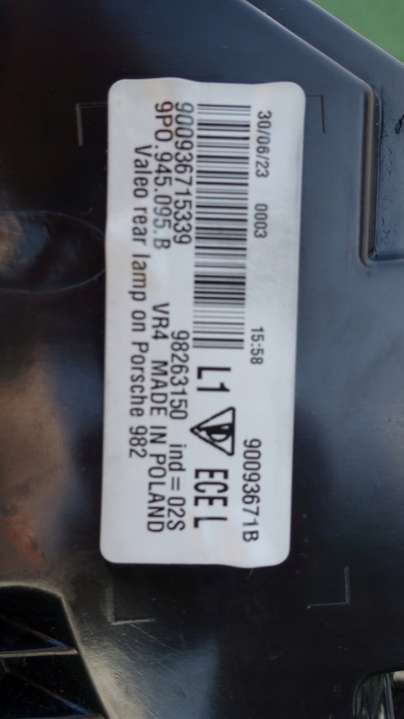 30/06/23 0003 15:58 90093671B
L1 ECE L
900936715339 98263150 ind = 02S
9P0.945.095.B VR4 MADE IN POLAND
Valeo rear lamp on Porsche 982